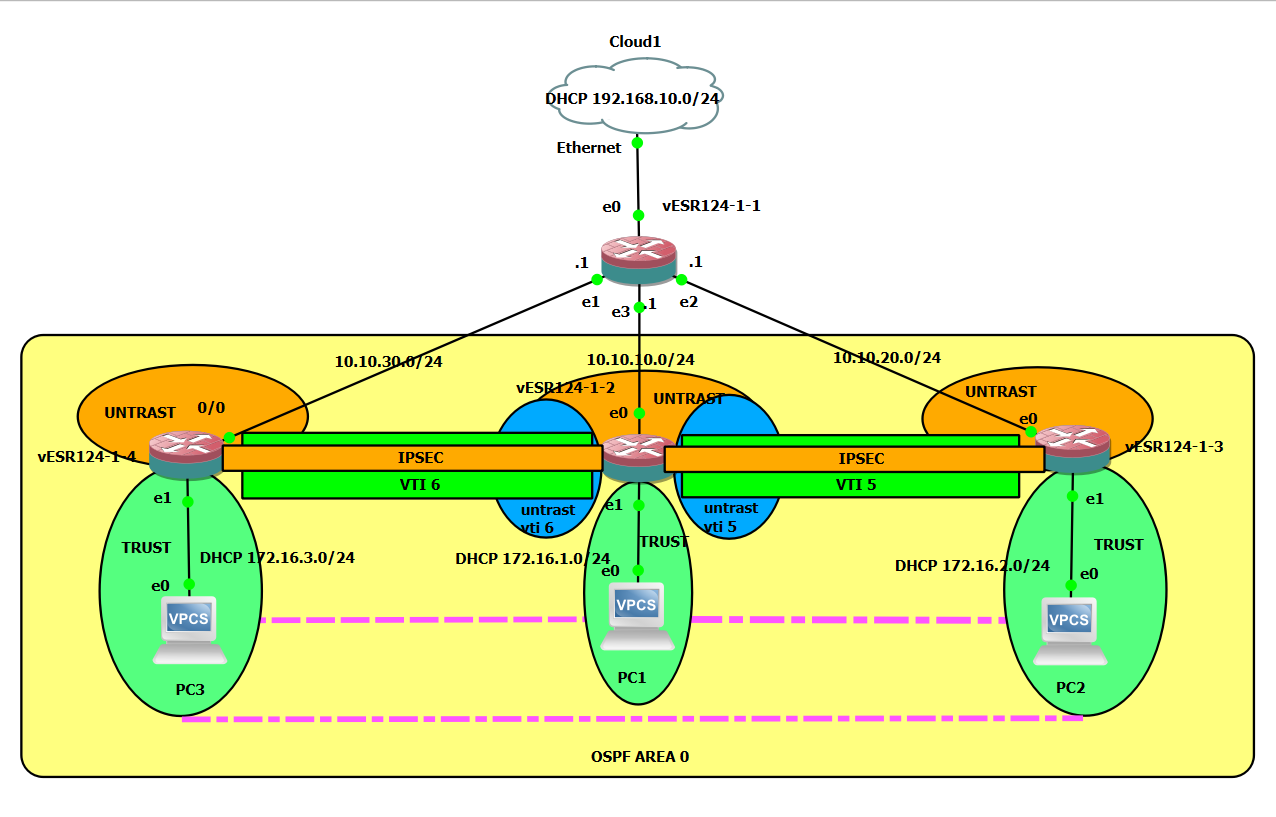 Cloud1
DHCP 192.168.10.0/24
Ethernet
e0
vESR124-1-1
.1
.1
e1
e3
.1
e2
10.10.30.0/24
10.10.10.0/24
10.10.20.0/24
UNTRAST
0/0
vESR124-1-2
UNTRAST
e0
UNTRAST
e0
vESR124-1-4
IPSEC
IPSEC
vESR124-1-3
VTI 6
VTI 5
e1
untrast
vti 6
e1
untrast
vti 5
e1
TRUST
DHCP 172.16.3.0/24
DHCP 172.16.1.0/24
TRUST
DHCP 172.16.2.0/24
TRUST
e0
e0
e0
VPCS
VPCS
VPCS
PC3
PC1
PC2
OSPF AREA 0